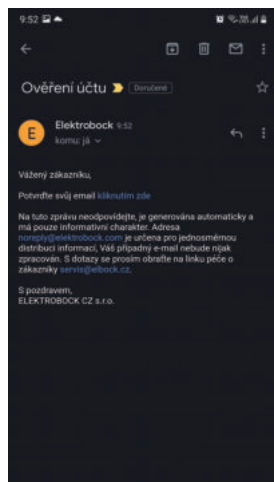 9:52
Ověření účtu
Doručené
E
Elektrobock 9:52
komu: já
Vážený zákazníku,
Potvrďte svůj email kliknutím zde
Na tuto zprávu neodpovídejte, je generována automaticky a
má pouze informativní charakter. Adresa
noreply@elektrobock.com je určena pro jednosměrnou
distribuci informací, Váš případný e-mail nebude nijak
zpracován. S dotazy se prosím obraťte na linku péče o
zákazníky servis@elbock.cz.
S pozdravem,
ELEKTROBOCK CZ s.r.o.